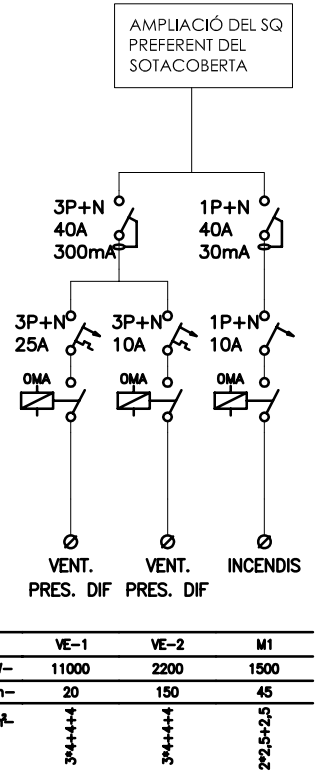 AMPLIACIÓ DEL SQ
PREFERENT DEL
SOTACOBERTA
3P+N
40A
300mA
1P+N
40A
30mA
3P+N
25A
3P+N
10A
1P+N
10A
OMA
OMA
OMA
VENT.
PRES. DIF
VENT.
PRES. DIF
INCENDIS
VE-1 VE-2 M1
11000 2200 1500
20 150 45
3*4+4+4 3*4+4+4 2*2,5+2,5